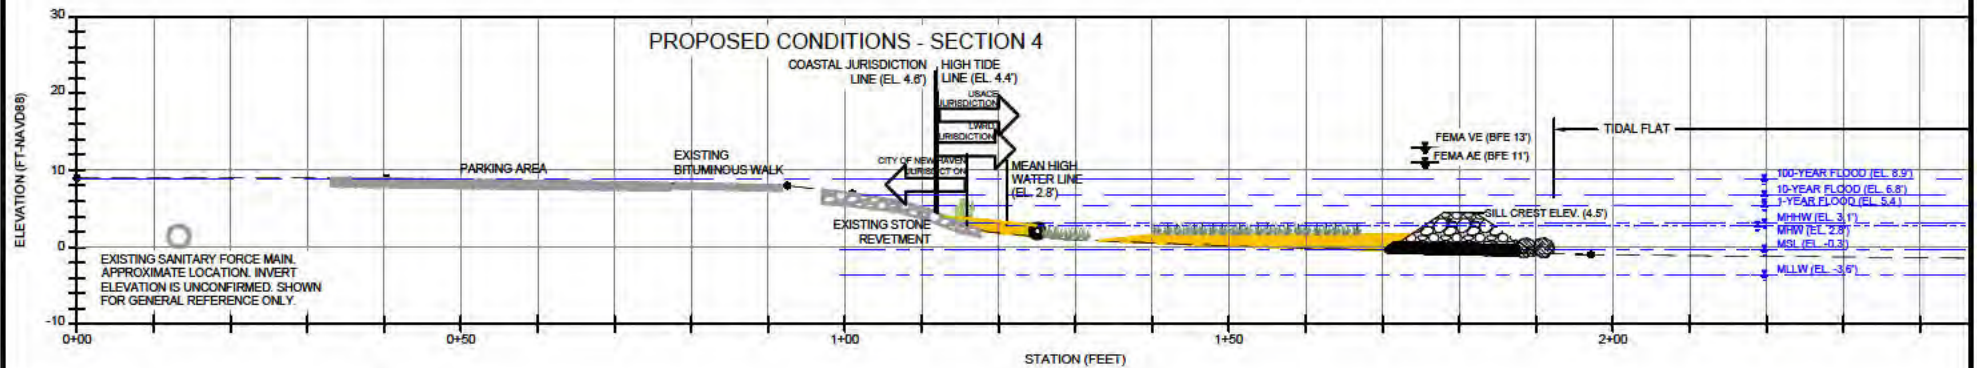 PROPOSED CONDITIONS - SECTION 4
ELEVATION (FT-NAVD88)
30
20
10
0
-10
COASTAL JURISDICTION
LINE (EL. 4.6')
HIGH TIDE
LINE (EL. 4.4')
USACE
JURISDICTION
LWRD
JURISDICTION
CITY OF NEW HAVEN
JURISDICTION
MEAN HIGH
WATER LINE
(EL. 2.8')
PARKING AREA
EXISTING
BITUMINOUS WALK
EXISTING STONE
REVETMENT
EXISTING SANITARY FORCE MAIN.
APPROXIMATE LOCATION. INVERT
ELEVATION IS UNCONFIRMED. SHOWN
FOR GENERAL REFERENCE ONLY.
FEMA VE (BFE 13')
FEMA AE (BFE 11')
TIDAL FLAT
SILL CREST ELEV. (4.5')
100-YEAR FLOOD (EL. 8.9')
10-YEAR FLOOD (EL. 6.8')
1-YEAR FLOOD (EL. 5.4')
MHHW (EL. 3.1')
MHW (EL. 2.8')
MSL (EL. -0.3')
MLLW (EL. -3.6')
0+00
0+50
1+00
1+50
2+00
STATION (FEET)